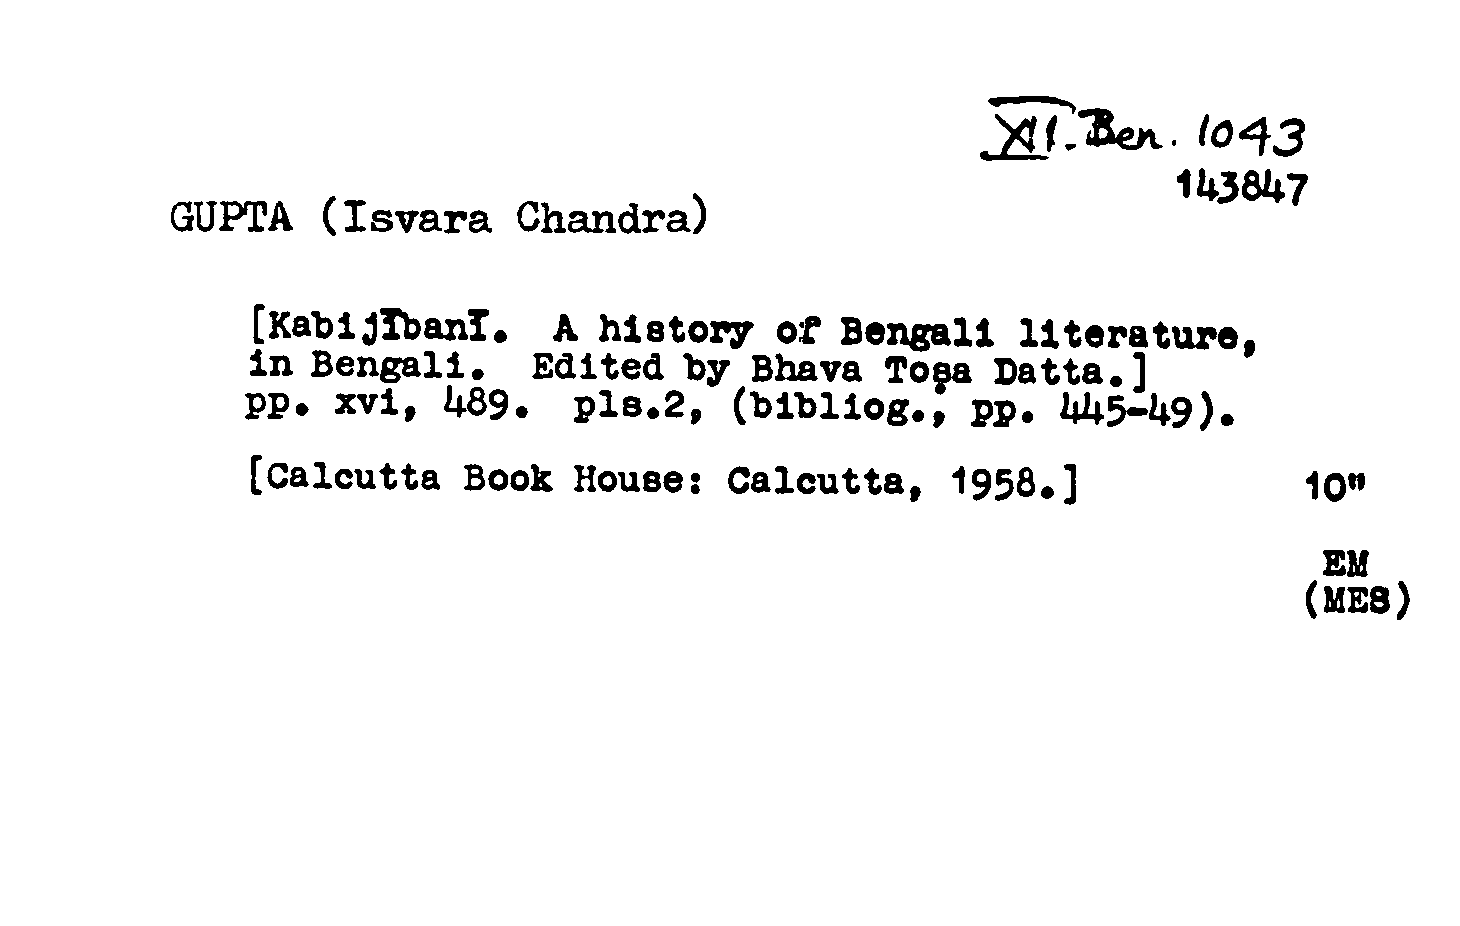 XII. Ben. 1043
143847
GUPTA (Isvara Chandra)
[Kabijībanī. A history of Bengali literature,
in Bengali. Edited by Bhava Toṣa Datta.]
pp. xvi, 489. pls.2, (bibliog., pp. 445-49).
[Calcutta Book House: Calcutta, 1958.]
10"
EM
(MES)